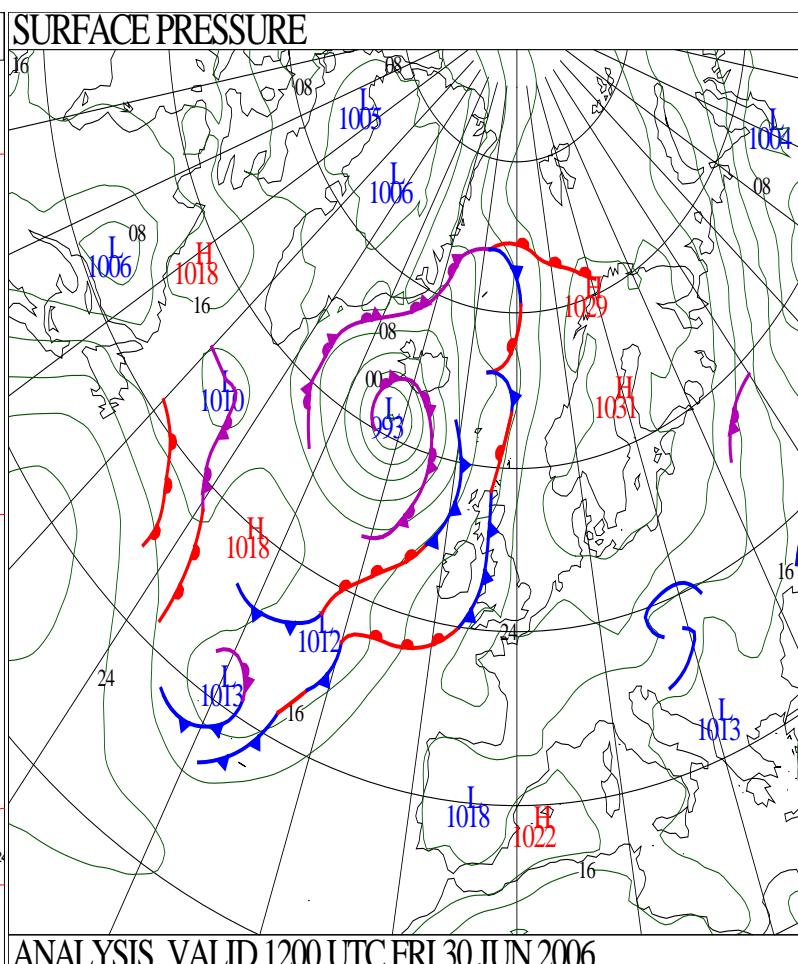 SURFACE PRESSURE
16
08
08
L
1005
L
1004
L
1006
08
08
L
1006
H
1018
16
H
1029
08
00
L
1010
L
993
H
1031
H
1018
16
L
1012
24
24
L
1013
16
L
1013
L
1018
H
1022
16
ANALYSIS VALID 1200 UTC FRI 30 JUN 2006